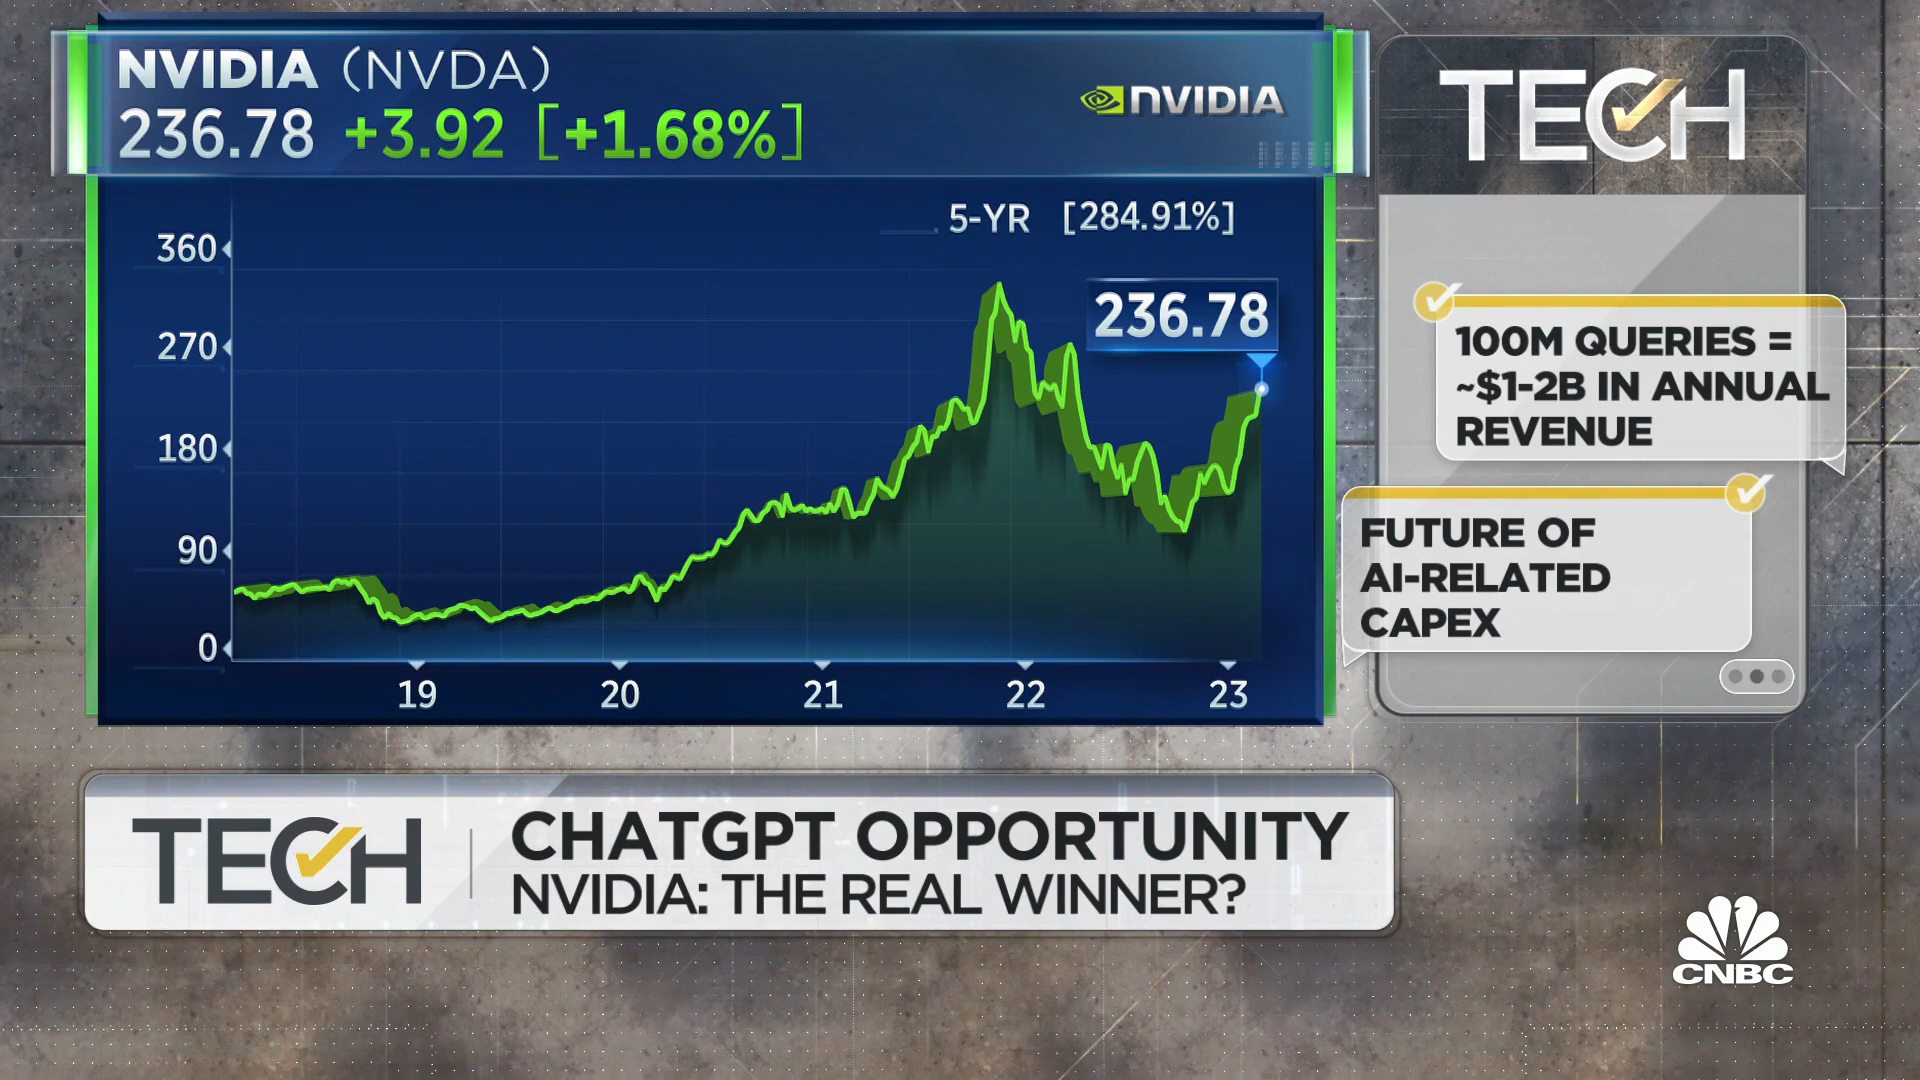 NVIDIA (NVDA)
236.78 +3.92 [+1.68%]
NVIDIA
5-YR [284.91%]
360
270
180
90
0
236.78
19 20 21 22 23
TECH
100M QUERIES =
~$1-2B IN ANNUAL
REVENUE
FUTURE OF
AI-RELATED
CAPEX
TECH
CHATGPT OPPORTUNITY
NVIDIA: THE REAL WINNER?
CNBC